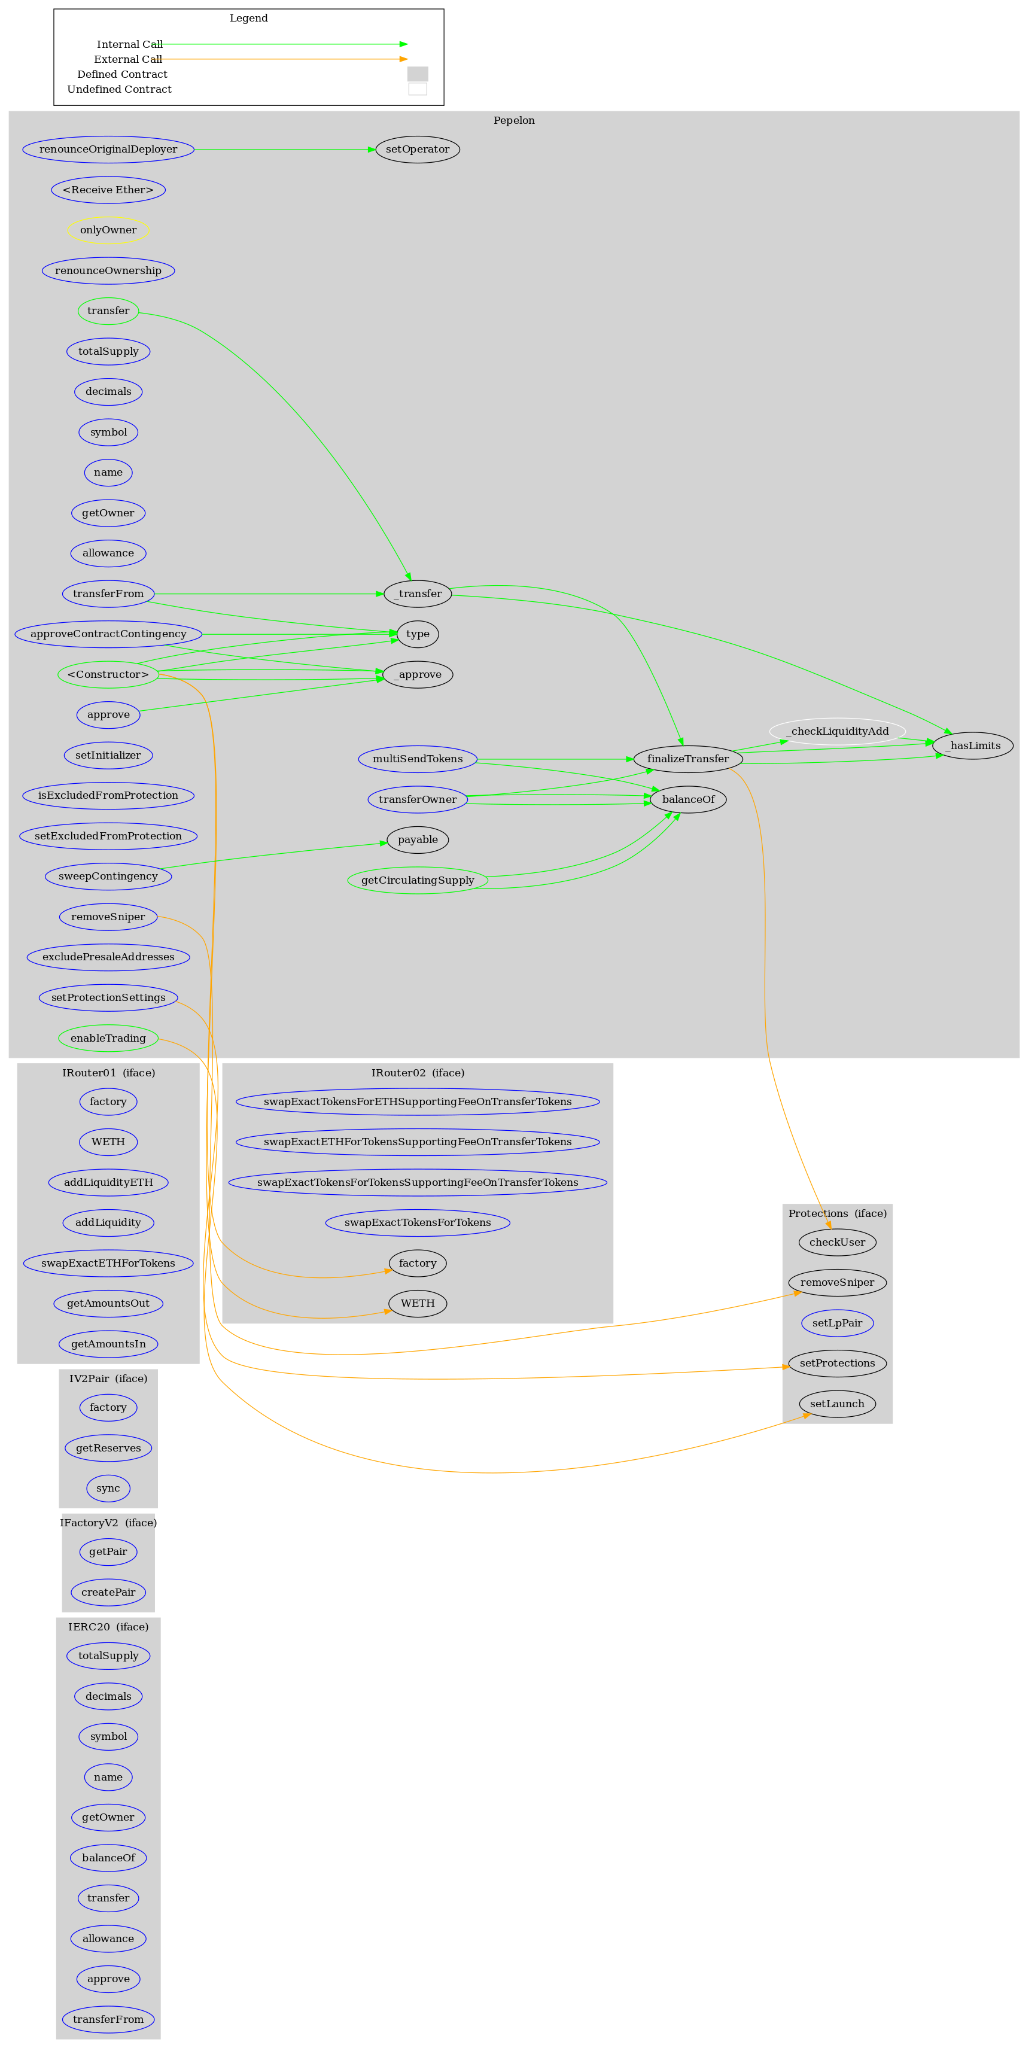 Legend
Internal Call
External Call
Defined Contract
Undefined Contract
Pepelon
renounceOriginalDeployer
setOperator
<Receive Ether>
onlyOwner
renounceOwnership
transfer
totalSupply
decimals
symbol
name
getOwner
allowance
transferFrom
_transfer
approveContractContingency
type
<Constructor>
_approve
approve
setInitializer
multiSendTokens
finalizeTransfer
_checkLiquidityAdd
_hasLimits
isExcludedFromProtection
transferOwner
balanceOf
setExcludedFromProtection
payable
sweepContingency
getCirculatingSupply
removeSniper
excludePresaleAddresses
setProtectionSettings
enableTrading
IRouter01 (iface)
factory
WETH
addLiquidityETH
addLiquidity
swapExactETHForTokens
getAmountsOut
getAmountsIn
IRouter02 (iface)
swapExactTokensForETHSupportingFeeOnTransferTokens
swapExactETHForTokensSupportingFeeOnTransferTokens
swapExactTokensForTokensSupportingFeeOnTransferTokens
swapExactTokensForTokens
factory
WETH
Protections (iface)
checkUser
removeSniper
setLpPair
setProtections
setLaunch
IV2Pair (iface)
factory
getReserves
sync
IFactoryV2 (iface)
getPair
createPair
IERC20 (iface)
totalSupply
decimals
symbol
name
getOwner
balanceOf
transfer
allowance
approve
transferFrom